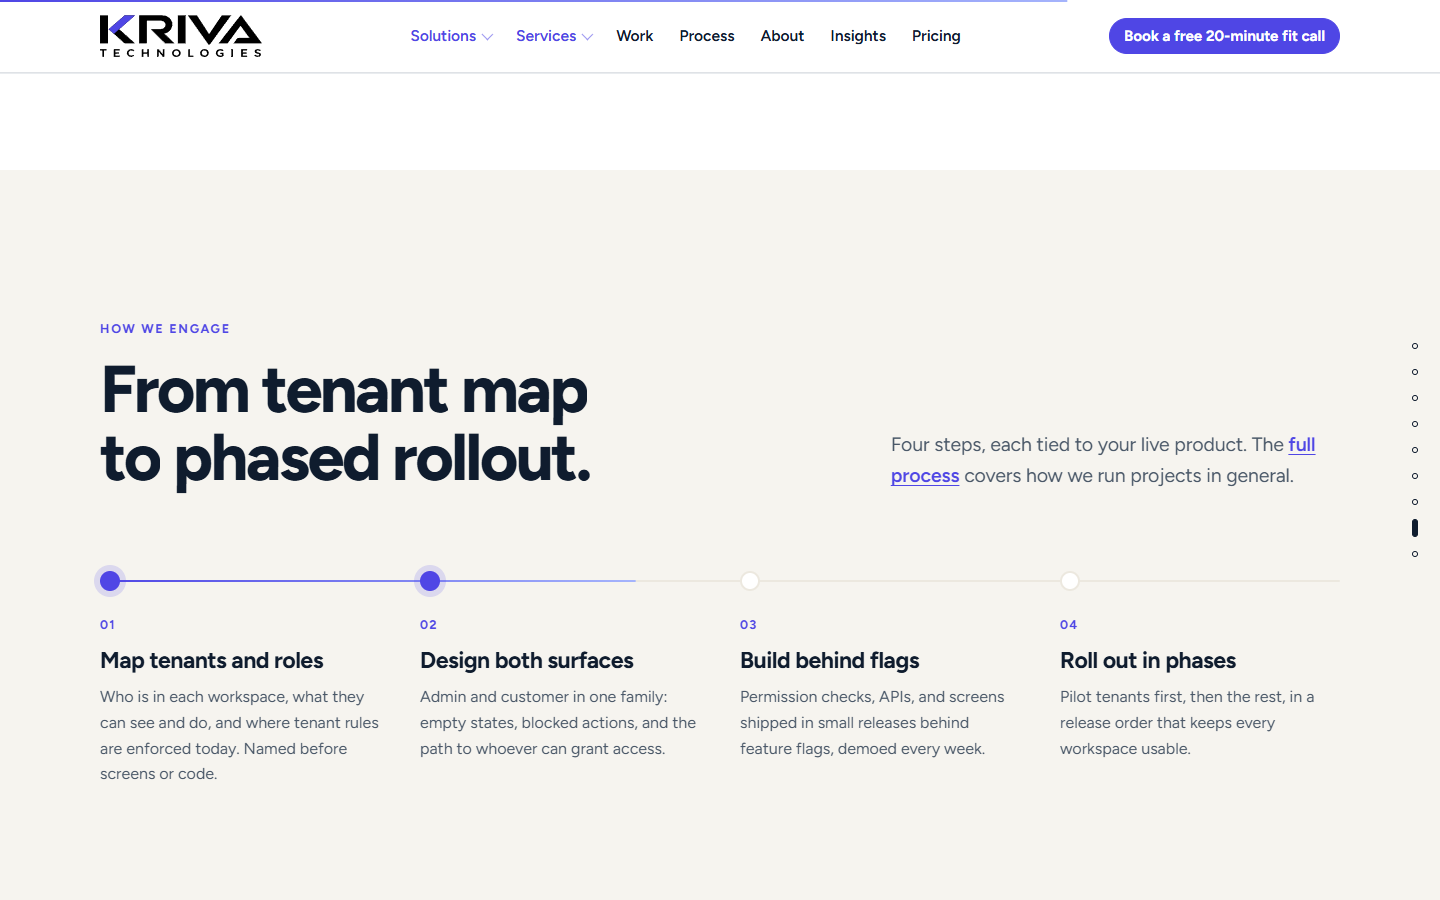 KRIVA
TECHNOLOGIES
Solutions
Services
Work
Process
About
Insights
Pricing
Book a free 20-minute fit call
HOW WE ENGAGE
From tenant map
to phased rollout.
Four steps, each tied to your live product. The full
process covers how we run projects in general.
01
Map tenants and roles
Who is in each workspace, what they
can see and do, and where tenant rules
are enforced today. Named before
screens or code.
02
Design both surfaces
Admin and customer in one family:
empty states, blocked actions, and the
path to whoever can grant access.
03
Build behind flags
Permission checks, APIs, and screens
shipped in small releases behind
feature flags, demoed every week.
04
Roll out in phases
Pilot tenants first, then the rest, in a
release order that keeps every
workspace usable.